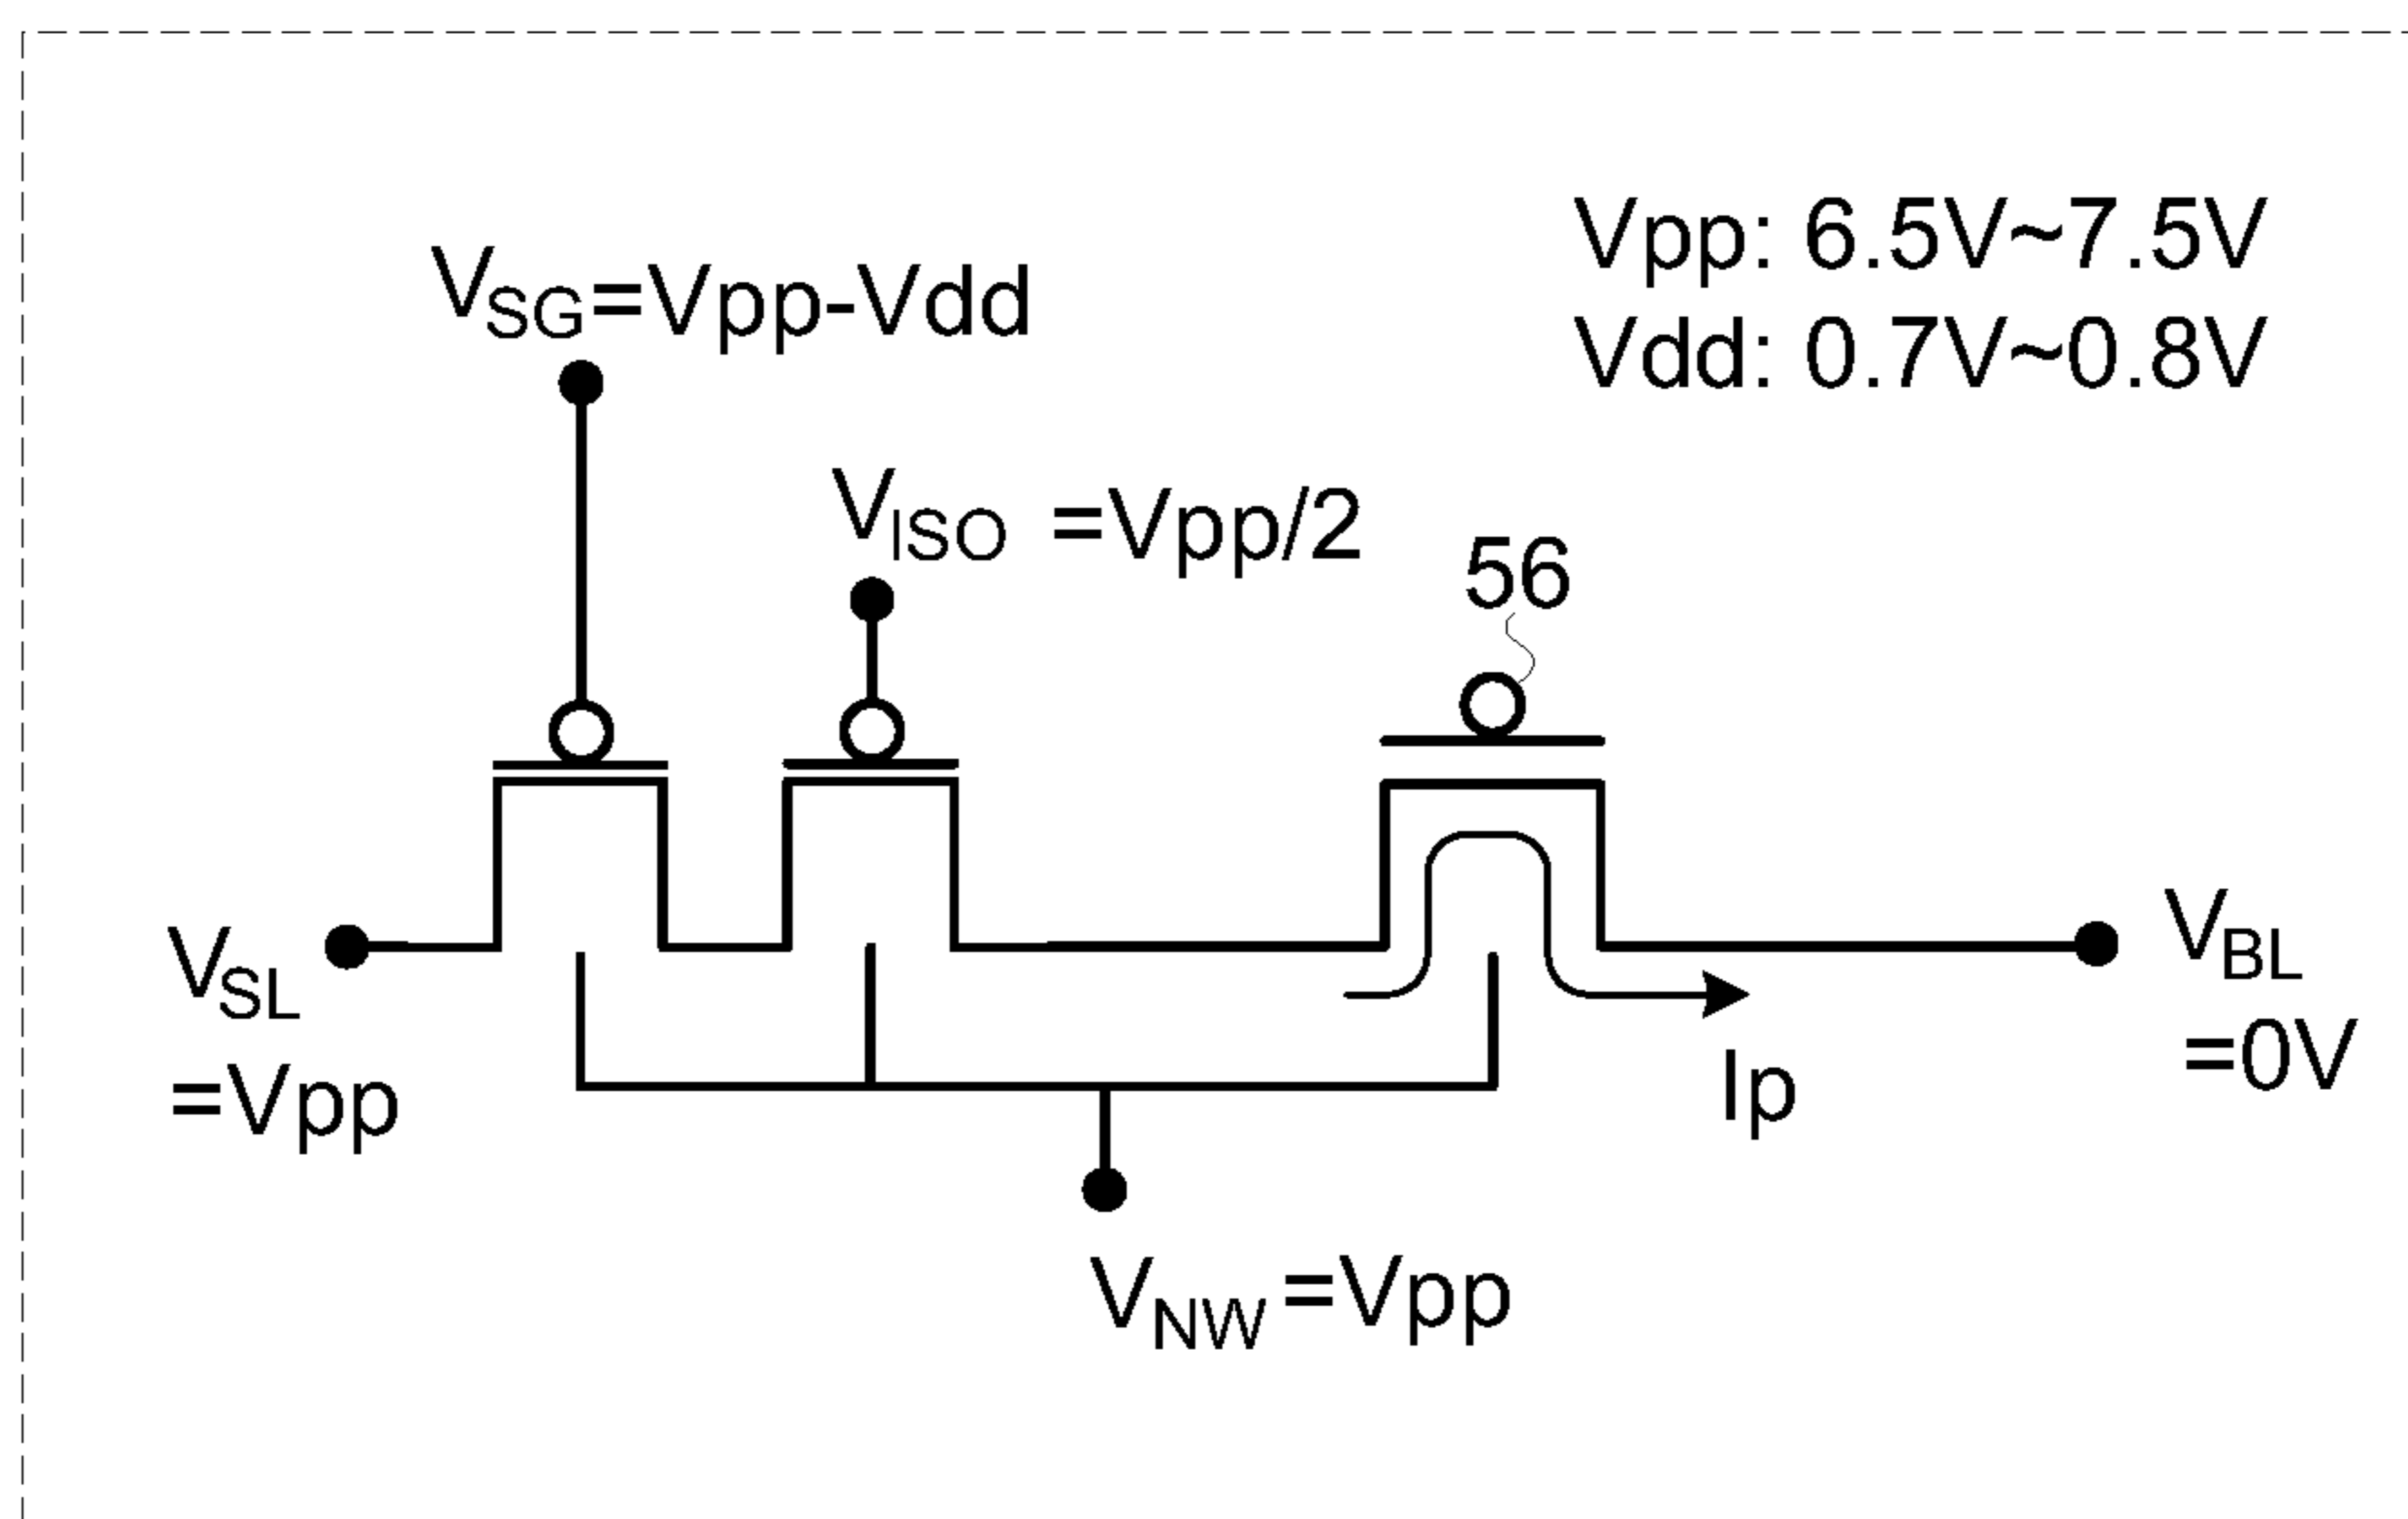 Vpp: 6.5V~7.5V
Vdd: 0.7V~0.8V
VSG=Vpp-Vdd
VISO =Vpp/2
56
VSL
=Vpp
VBL
=0V
Ip
VNW=Vpp